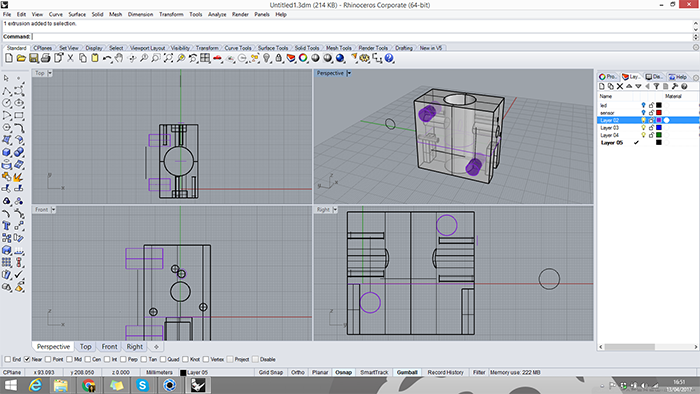 Untitled1.3dm (214 KB) - Rhinoceros Corporate (64-bit)
File Edit View Curve Surface Solid Mesh Dimension Transform Tools Analyze Render Panels Help
1 extrusion added to selection.
Command:
Standard CPlanes Set View Display Select Viewport Layout Visibility Transform Curve Tools Surface Tools Solid Tools Mesh Tools Render Tools Drafting New in V5
Top
Perspective
Pro... Lay... Dis... Help
Name Material
led
sensor
Layer 02
Layer 03
Layer 04
Layer 05
Front
Right
Perspective Top Front Right
End Near Point Mid Cen Int Perp Tan Quad Knot Vertex Project Disable
CPlane x 93.093 y 208.050 z 0.000 Millimeters Layer 05 Grid Snap Ortho Planar Osnap SmartTrack Gumball Record History Filter Memory use: 222 MB
16:51
13/04/2017